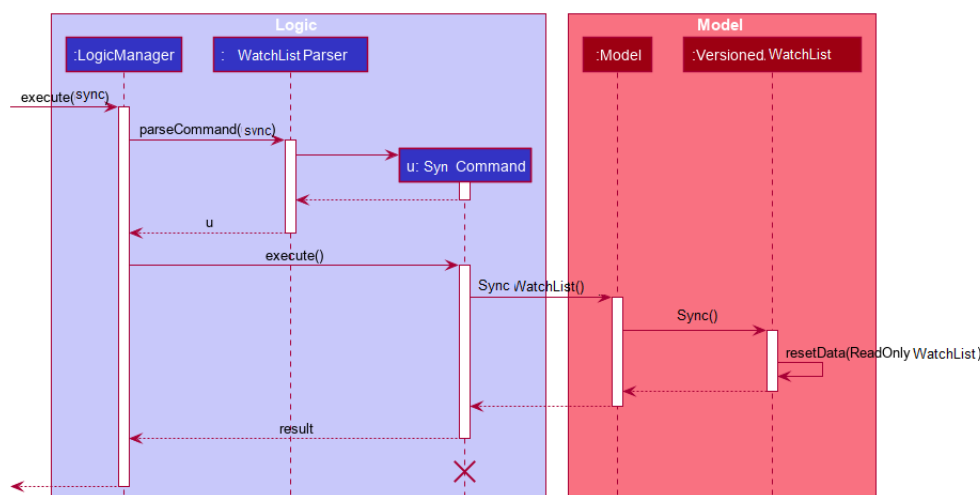 Logic
Model
:LogicManager
: WatchList Parser
:Model
:Versioned WatchList
execute(sync)
parseCommand( sync)
u: Syn Command
u
execute()
Sync WatchList()
Sync()
resetData(ReadOnly WatchList)
result